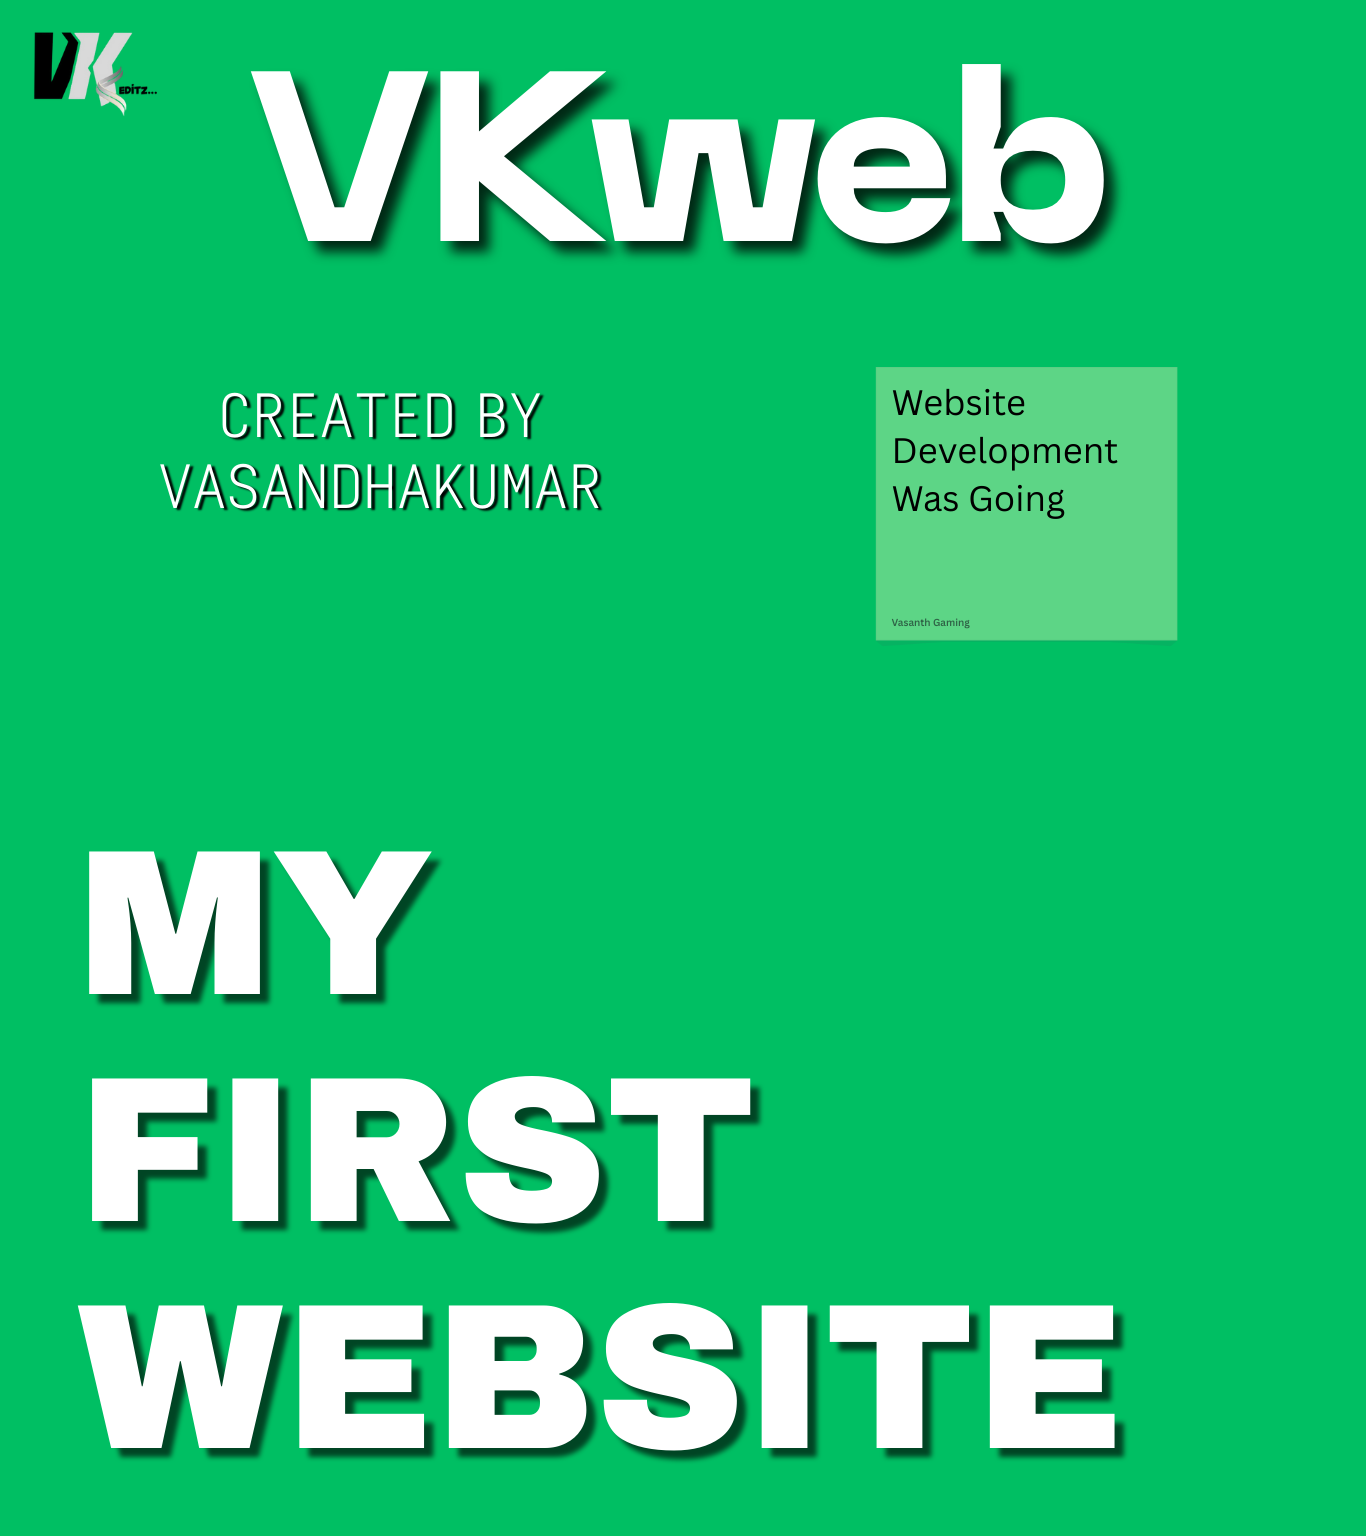 VK
EDITZ...
VKweb
CREATED BY
VASANDHAKUMAR
Website
Development
Was Going
Vasanth Gaming
MY
FIRST
WEBSITE